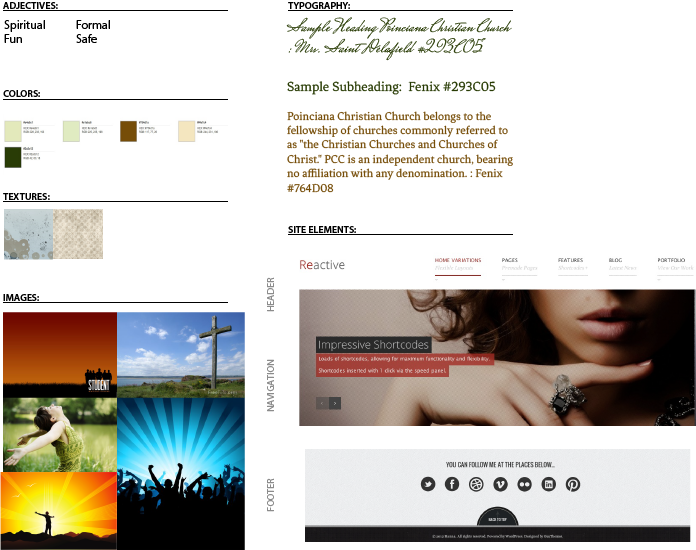 ADJECTIVES:
Spiritual Formal
Fun Safe
COLORS:
TEXTURES:
IMAGES:
STUDENT
TYPOGRAPHY:
Sample Heading Poinciana Christian Church
: Mrs. Saint Delafield #293C05
Sample Subheading: Fenix #293C05
Poinciana Christian Church belongs to the
fellowship of churches commonly referred to
as "the Christian Churches and Churches of
Christ." PCC is an independent church, bearing
no affiliation with any denomination. : Fenix
#764D08
SITE ELEMENTS:
HEADER
Reactive
HOME VARIATIONS PAGES FEATURES BLOG PORTFOLIO
NAVIGATION
Impressive Shortcodes
Loads of shortcodes, allowing for maximum functionality and flexibility.
Shortcodes inserted with 1 click via the speed panel.
FOOTER
YOU CAN FOLLOW ME AT THE PLACES BELOW...
BACK TO TOP